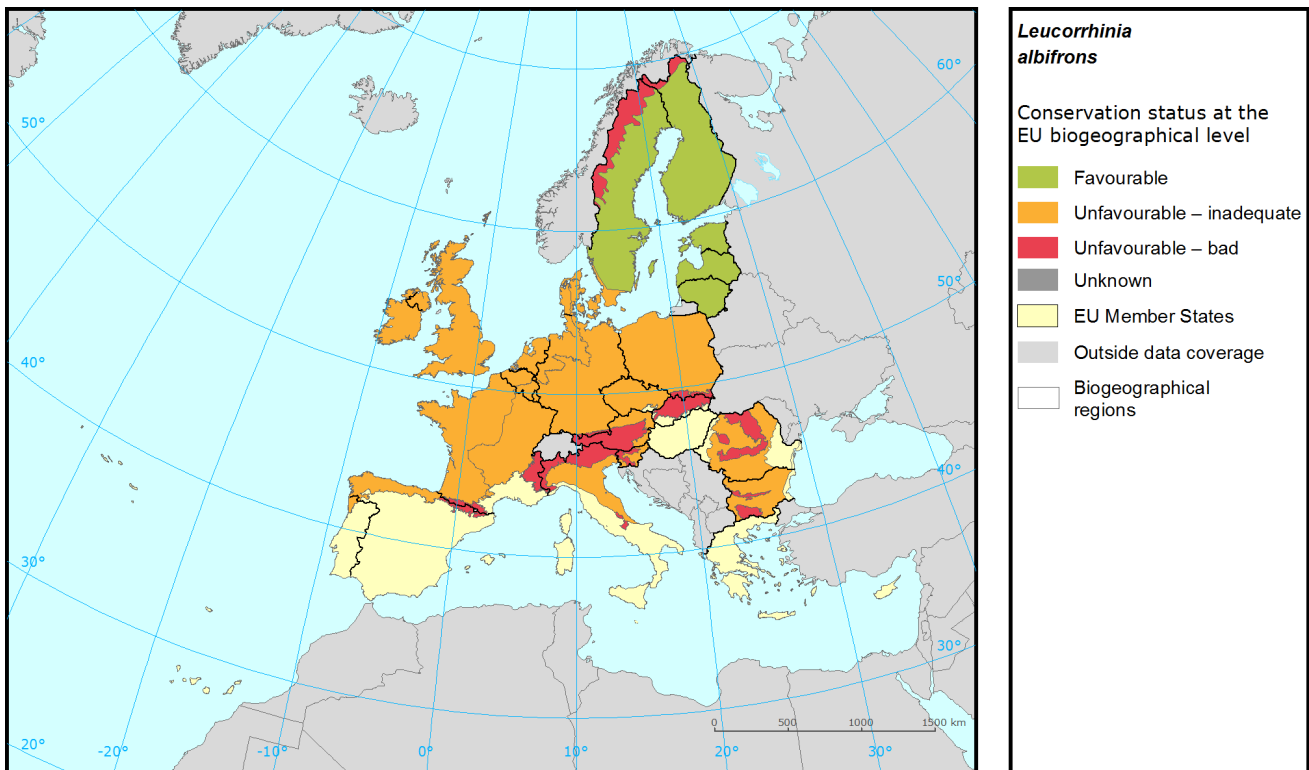 Leucorrhinia
albifrons
Conservation status at the
EU biogeographical level
Favourable
Unfavourable – inadequate
Unfavourable – bad
Unknown
EU Member States
Outside data coverage
Biogeographical
regions
60°
50°
50°
40°
40°
30°
30°
20°
-20°
-10°
0°
10°
20°
30°
0
500
1000
1500 km